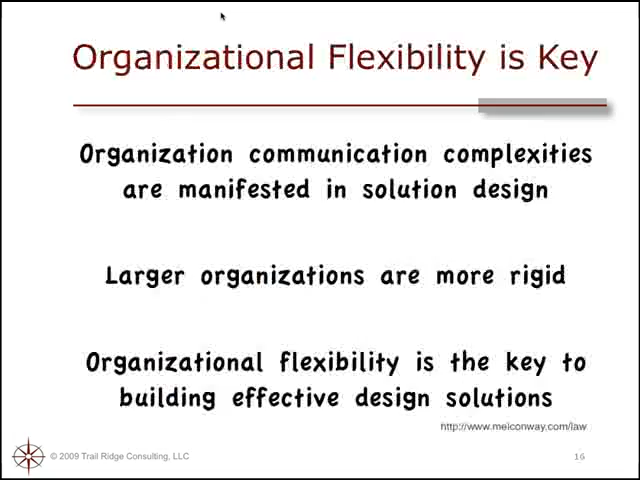 Organizational Flexibility is Key
Organization communication complexities
are manifested in solution design
Larger organizations are more rigid
Organizational flexibility is the key to
building effective design solutions
http://www.melconway.com/law
© 2009 Trail Ridge Consulting, LLC
16